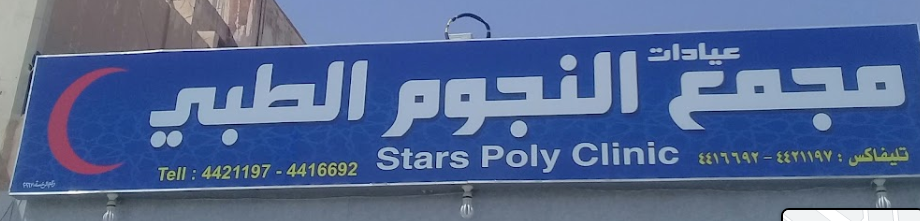 عيادات
مجمع النجوم الطبي
Stars Poly Clinic
Tell : 4421197 - 4416692
تليفاكس : ٤٤٢١١٩٧ - ٤٤١٦٦٩٢